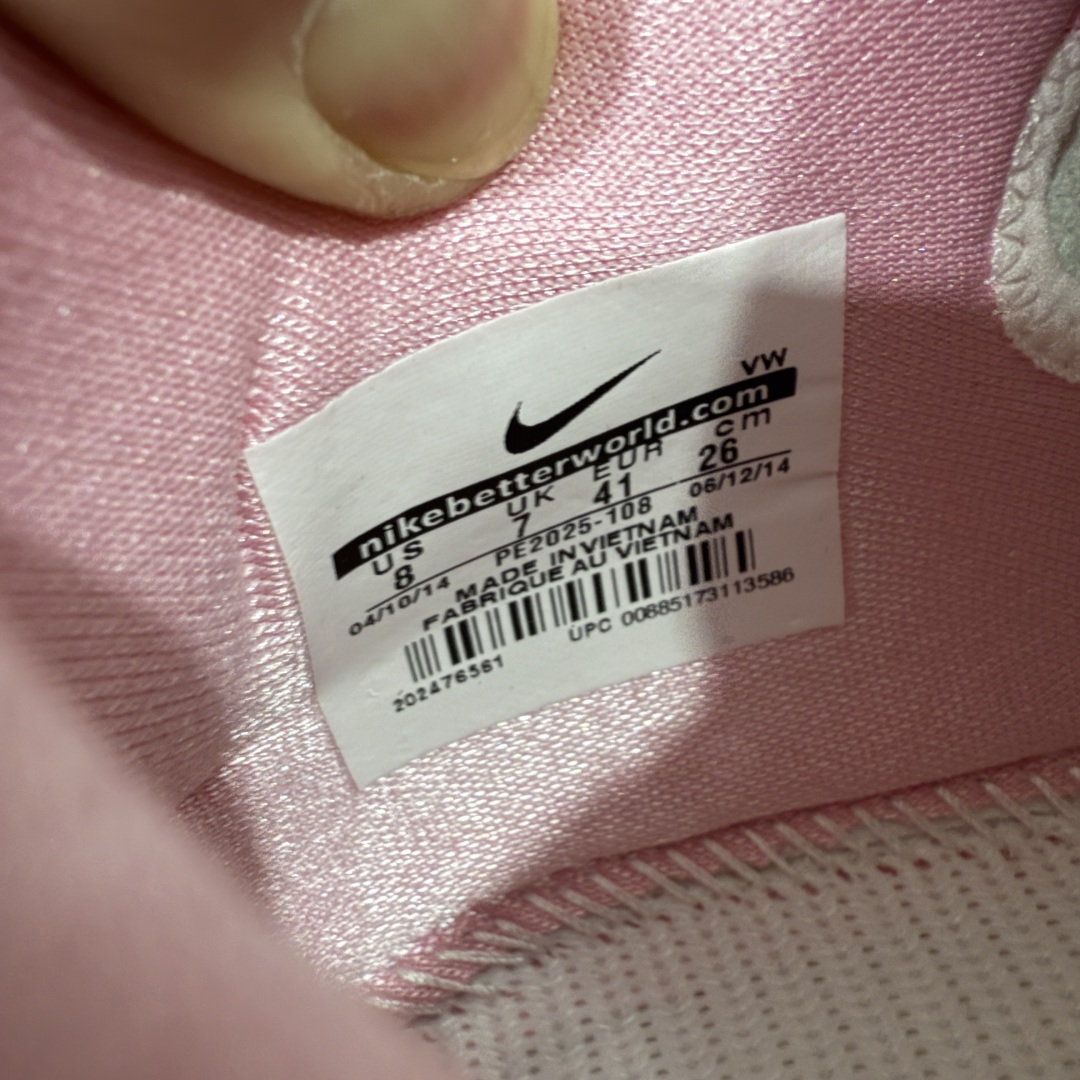 VW
nikebetterworld.com
US UK EUR cm
8 7 41 26
04/10/14 PE2025-108 06/12/14
MADE IN VIETNAM
FABRIQUE AU VIETNAM
202476561 UPC 00885173113586